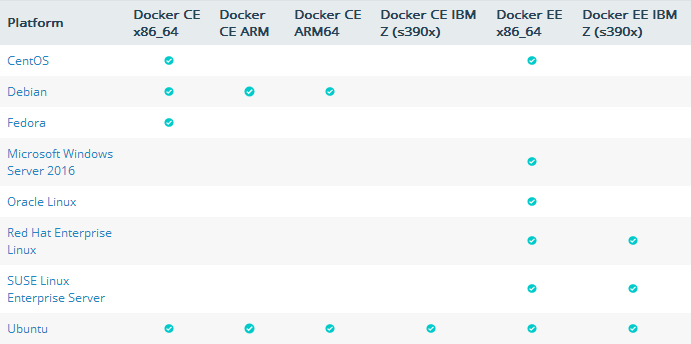 Platform
Docker CE
x86_64
Docker
CE ARM
Docker CE
ARM64
Docker CE IBM
Z (s390x)
Docker EE
x86_64
Docker EE IBM
Z (s390x)
CentOS
Debian
Fedora
Microsoft Windows
Server 2016
Oracle Linux
Red Hat Enterprise
Linux
SUSE Linux
Enterprise Server
Ubuntu